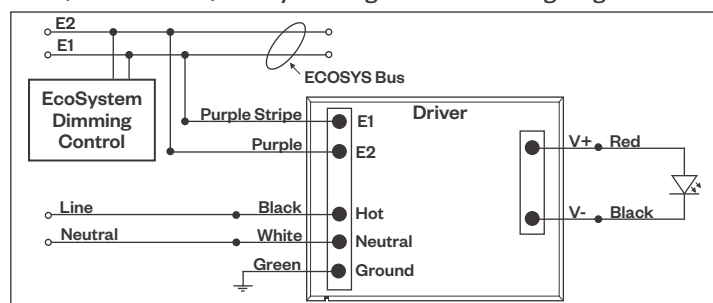 E2
E1
ECOSYS Bus
EcoSystem
Dimming
Control
Purple Stripe
E1
Driver
Purple
E2
V+
Red
Line
Black
Hot
V-
Black
Neutral
White
Neutral
Green
Ground